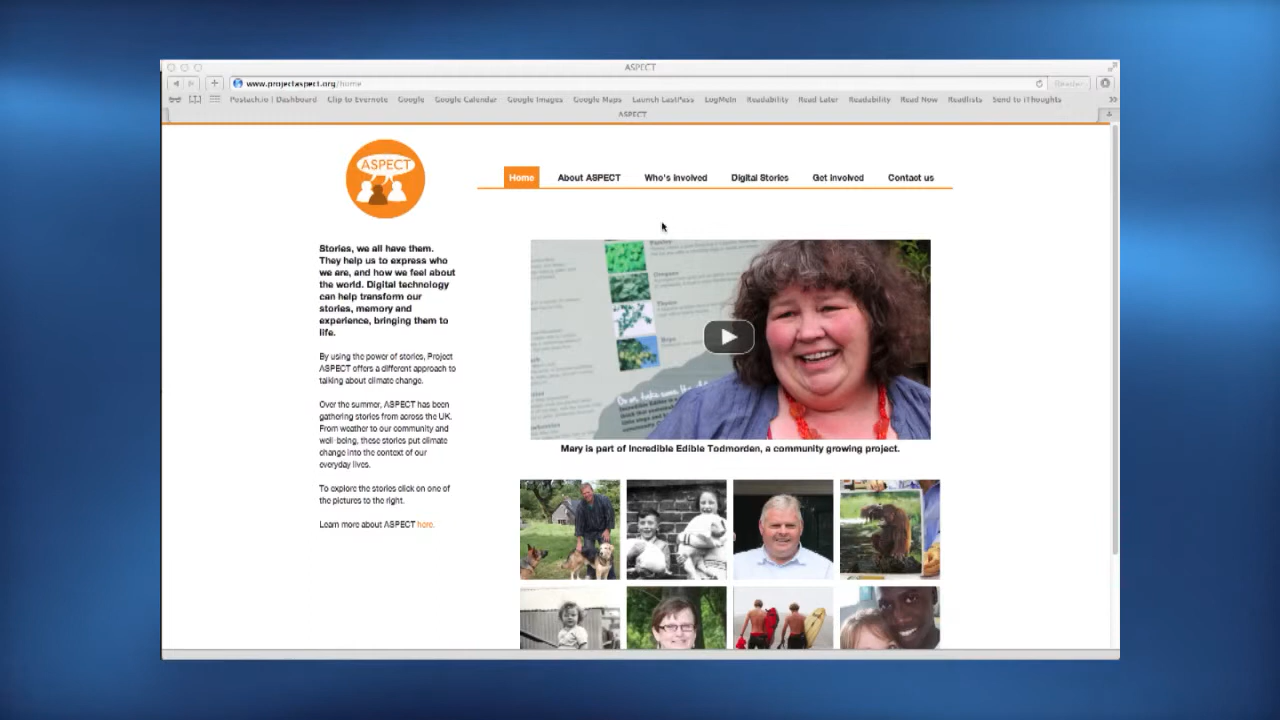 ASPECT
www.projectaspect.org/home
Reader
Postach.io | Dashboard Clip to Evernote Google Google Calendar Google Images Google Maps Launch LastPass LogMeIn Readability Read Later Readability Read Now Readlists Send to iThoughts
ASPECT
ASPECT
Home About ASPECT Who's involved Digital Stories Get involved Contact us
Stories, we all have them.
They help us to express who
we are, and how we feel about
the world. Digital technology
can help transform our
stories, memory and
experience, bringing them to
life.
By using the power of stories, Project
ASPECT offers a different approach to
talking about climate change.
Over the summer, ASPECT has been
gathering stories from across the UK.
From weather to our community and
well-being, these stories put climate
change into the context of our
everyday lives.
To explore the stories click on one of
the pictures to the right.
Learn more about ASPECT here.
Mary is part of Incredible Edible Todmorden, a community growing project.